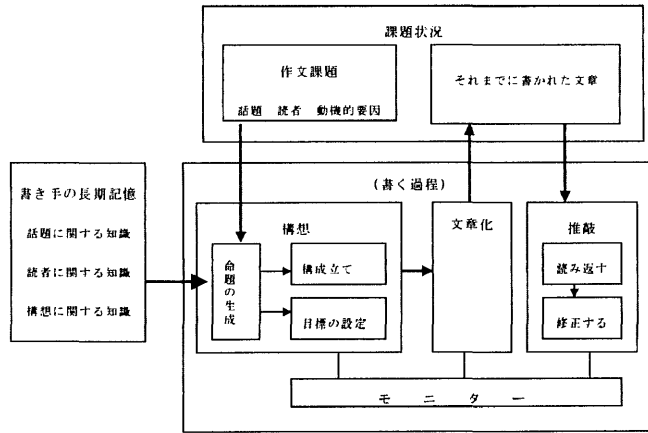 課題状況
作文課題
話題 読者 動機的要因
それまでに書かれた文章
書き手の長期記憶
話題に関する知識
読者に関する知識
構想に関する知識
(書く過程)
構想
命題の生成
構成立て
目標の設定
文章化
推敲
読み返す
修正する
モニター